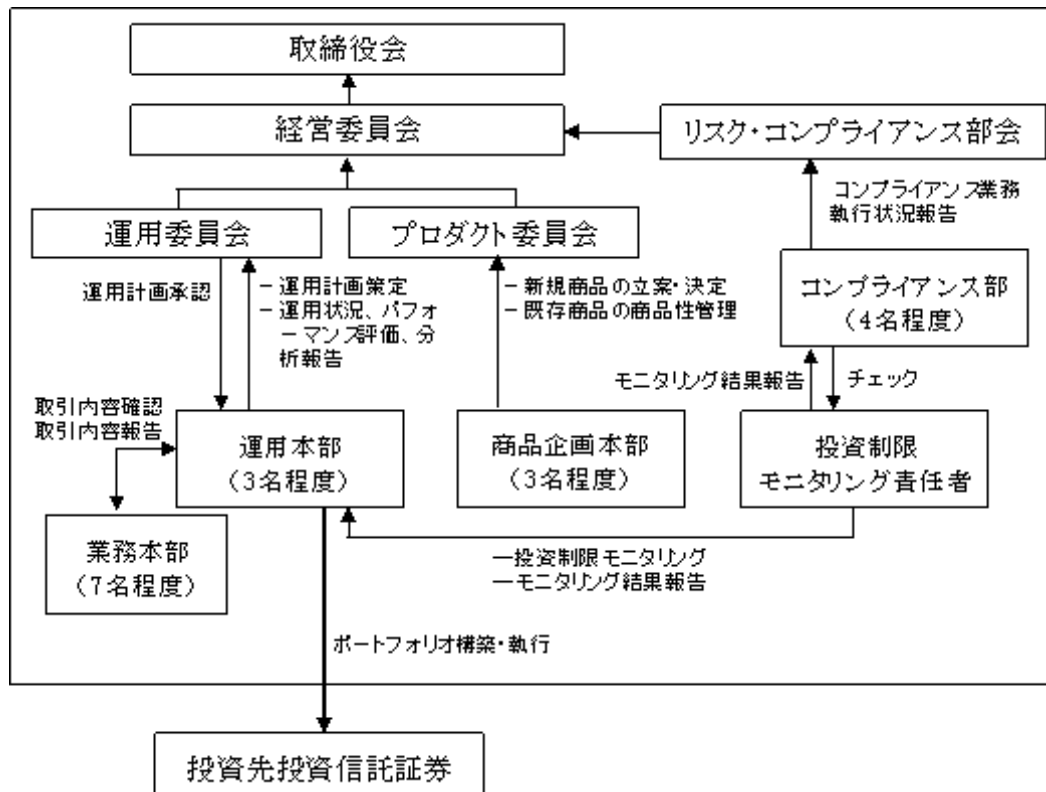 取締役会
経営委員会
リスク・コンプライアンス部会
コンプライアンス業務
執行状況報告
運用委員会
プロダクト委員会
運用計画承認
－運用計画策定
－運用状況、パフォ
ーマンス評価、分
析報告
－新規商品の立案・決定
－既存商品の商品性管理
コンプライアンス部
（4名程度）
モニタリング結果報告
チェック
取引内容確認
取引内容報告
運用本部
（3名程度）
商品企画本部
（3名程度）
投資制限
モニタリング責任者
業務本部
（7名程度）
―投資制限モニタリング
―モニタリング結果報告
ポートフォリオ構築・執行
投資先投資信託証券